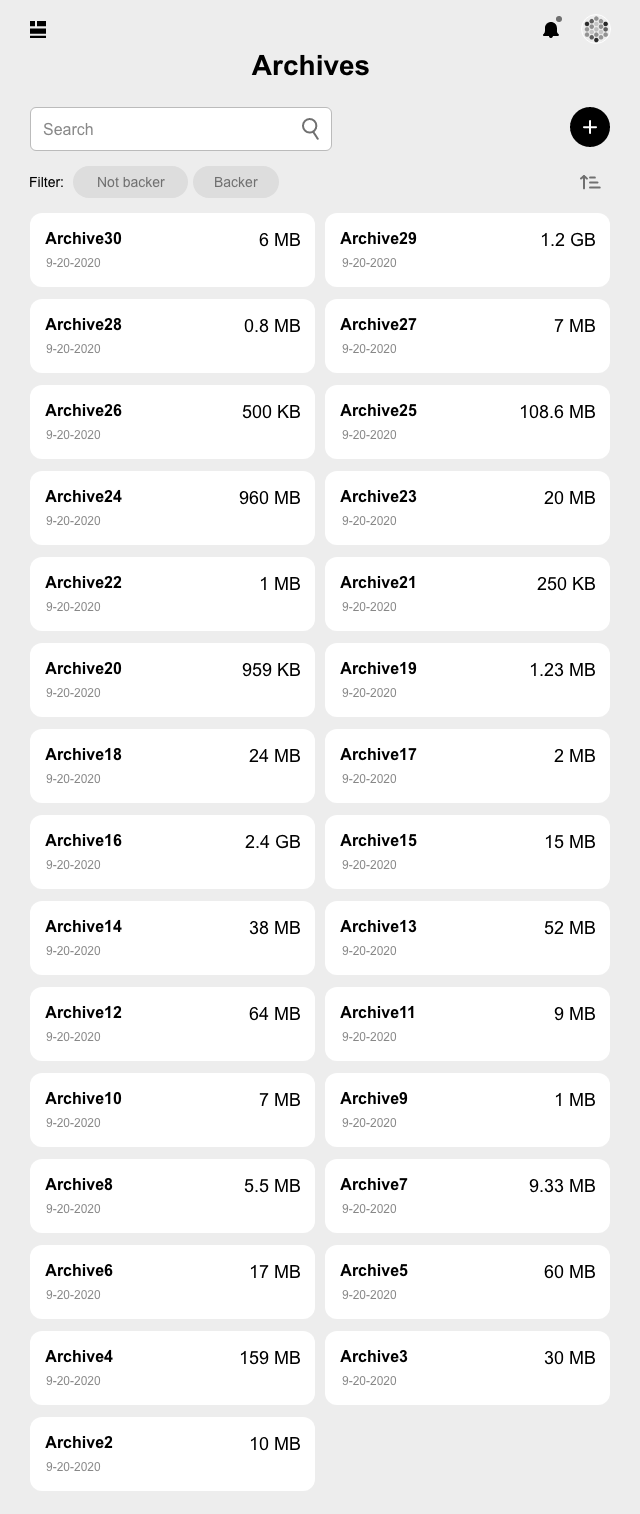 Archives
Search
Filter: Not backer Backer
Archive30 6 MB
9-20-2020
Archive29 1.2 GB
9-20-2020
Archive28 0.8 MB
9-20-2020
Archive27 7 MB
9-20-2020
Archive26 500 KB
9-20-2020
Archive25 108.6 MB
9-20-2020
Archive24 960 MB
9-20-2020
Archive23 20 MB
9-20-2020
Archive22 1 MB
9-20-2020
Archive21 250 KB
9-20-2020
Archive20 959 KB
9-20-2020
Archive19 1.23 MB
9-20-2020
Archive18 24 MB
9-20-2020
Archive17 2 MB
9-20-2020
Archive16 2.4 GB
9-20-2020
Archive15 15 MB
9-20-2020
Archive14 38 MB
9-20-2020
Archive13 52 MB
9-20-2020
Archive12 64 MB
9-20-2020
Archive11 9 MB
9-20-2020
Archive10 7 MB
9-20-2020
Archive9 1 MB
9-20-2020
Archive8 5.5 MB
9-20-2020
Archive7 9.33 MB
9-20-2020
Archive6 17 MB
9-20-2020
Archive5 60 MB
9-20-2020
Archive4 159 MB
9-20-2020
Archive3 30 MB
9-20-2020
Archive2 10 MB
9-20-2020